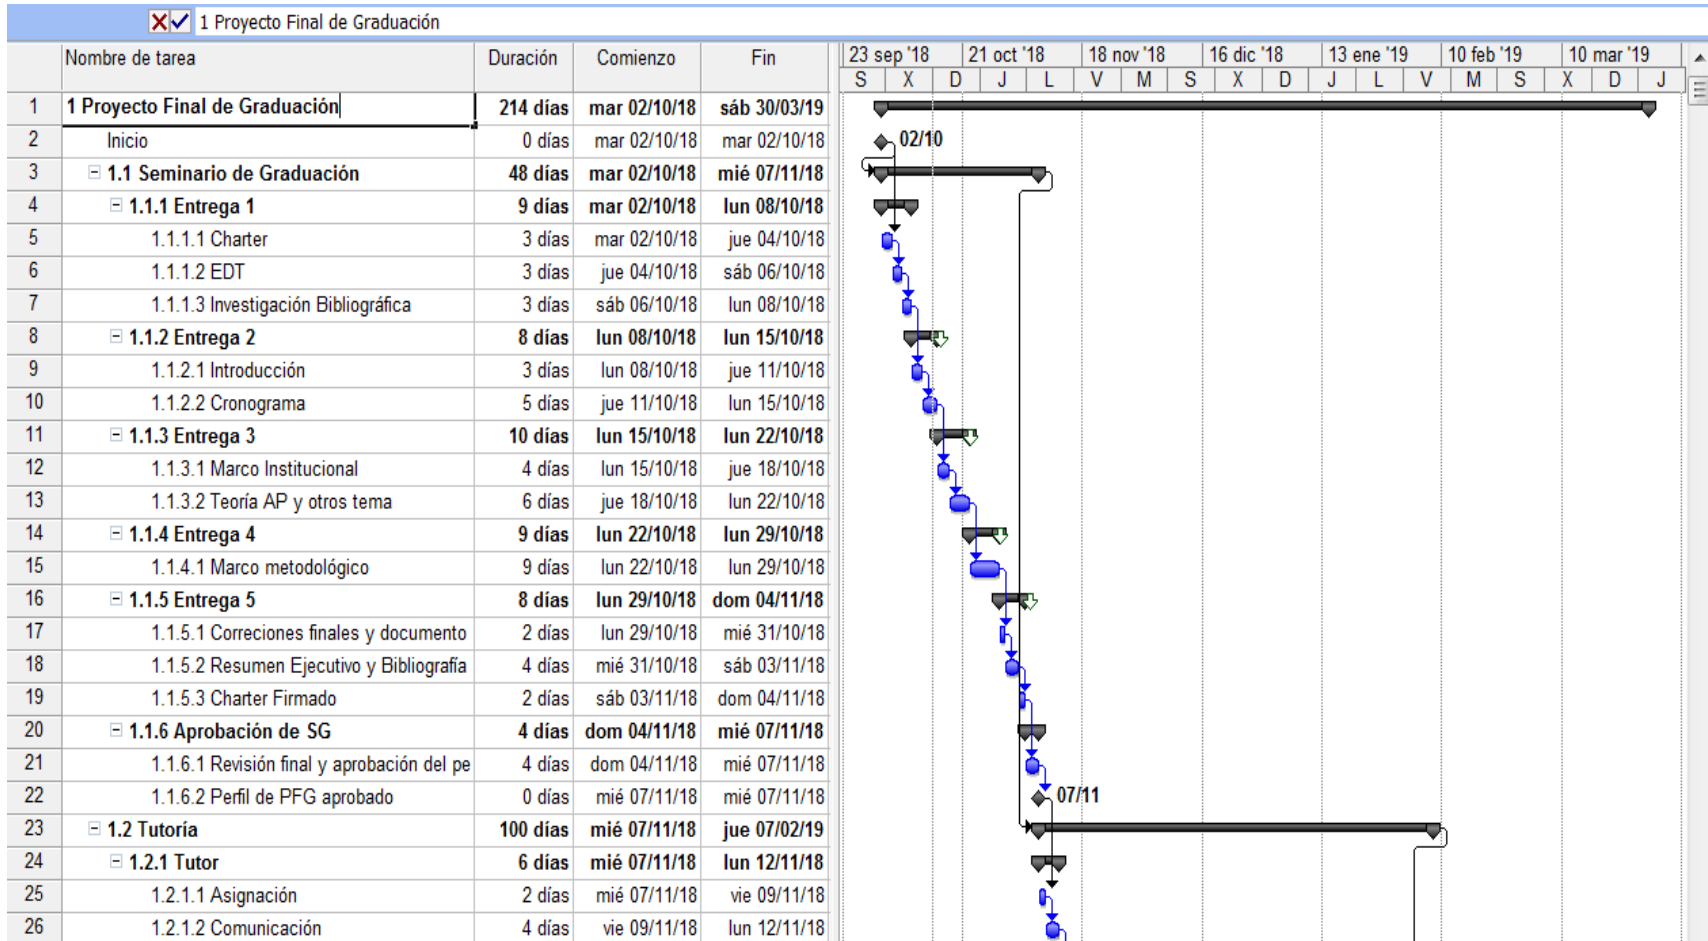 1 Proyecto Final de Graduación
Nombre de tarea Duración Comienzo Fin 23 sep '18 21 oct '18 18 nov '18 16 dic '18 13 ene '19 10 feb '19 10 mar '19
S X D J L V M S X D J L V M S X D J
1 1 Proyecto Final de Graduación 214 días mar 02/10/18 sáb 30/03/19
2 Inicio 0 días mar 02/10/18 mar 02/10/18 02/10
3 1.1 Seminario de Graduación 48 días mar 02/10/18 mié 07/11/18
4 1.1.1 Entrega 1 9 días mar 02/10/18 lun 08/10/18
5 1.1.1.1 Charter 3 días mar 02/10/18 jue 04/10/18
6 1.1.1.2 EDT 3 días jue 04/10/18 sáb 06/10/18
7 1.1.1.3 Investigación Bibliográfica 3 días sáb 06/10/18 lun 08/10/18
8 1.1.2 Entrega 2 8 días lun 08/10/18 lun 15/10/18
9 1.1.2.1 Introducción 3 días lun 08/10/18 jue 11/10/18
10 1.1.2.2 Cronograma 5 días jue 11/10/18 lun 15/10/18
11 1.1.3 Entrega 3 10 días lun 15/10/18 lun 22/10/18
12 1.1.3.1 Marco Institucional 4 días lun 15/10/18 jue 18/10/18
13 1.1.3.2 Teoría AP y otros tema 6 días jue 18/10/18 lun 22/10/18
14 1.1.4 Entrega 4 9 días lun 22/10/18 lun 29/10/18
15 1.1.4.1 Marco metodológico 9 días lun 22/10/18 lun 29/10/18
16 1.1.5 Entrega 5 8 días lun 29/10/18 dom 04/11/18
17 1.1.5.1 Correciones finales y documento 2 días lun 29/10/18 mié 31/10/18
18 1.1.5.2 Resumen Ejecutivo y Bibliografía 4 días mié 31/10/18 sáb 03/11/18
19 1.1.5.3 Charter Firmado 2 días sáb 03/11/18 dom 04/11/18
20 1.1.6 Aprobación de SG 4 días dom 04/11/18 mié 07/11/18
21 1.1.6.1 Revisión final y aprobación del pe 4 días dom 04/11/18 mié 07/11/18
22 1.1.6.2 Perfil de PFG aprobado 0 días mié 07/11/18 mié 07/11/18 07/11
23 1.2 Tutoría 100 días mié 07/11/18 jue 07/02/19
24 1.2.1 Tutor 6 días mié 07/11/18 lun 12/11/18
25 1.2.1.1 Asignación 2 días mié 07/11/18 vie 09/11/18
26 1.2.1.2 Comunicación 4 días vie 09/11/18 lun 12/11/18